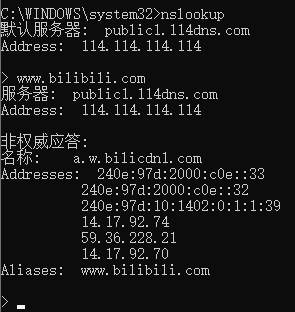 C:\WINDOWS\system32>nslookup
默认服务器:  public1.114dns.com
Address:  114.114.114.114
> www.bilibili.com
服务器:  public1.114dns.com
Address:  114.114.114.114
非权威应答:
名称:    a.w.bilicdn1.com
Addresses:  240e:97d:2000:c0e::33
240e:97d:2000:c0e::32
240e:97d:10:1402:0:1:1:39
14.17.92.74
59.36.228.21
14.17.92.70
Aliases:  www.bilibili.com
>